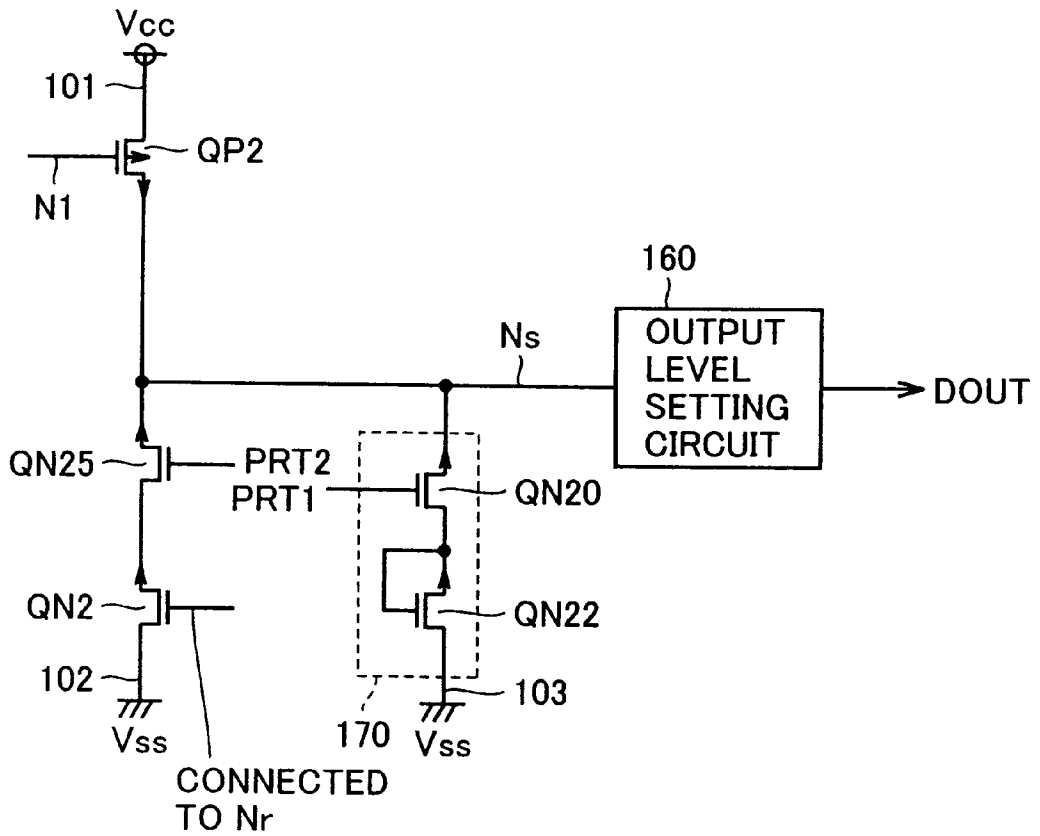 Vcc
101
QP2
N1
160
OUTPUT
LEVEL
SETTING
CIRCUIT
Ns
DOUT
QN25
PRT2
PRT1
QN20
QN2
QN22
102
103
Vss
170
Vss
CONNECTED
TO Nr